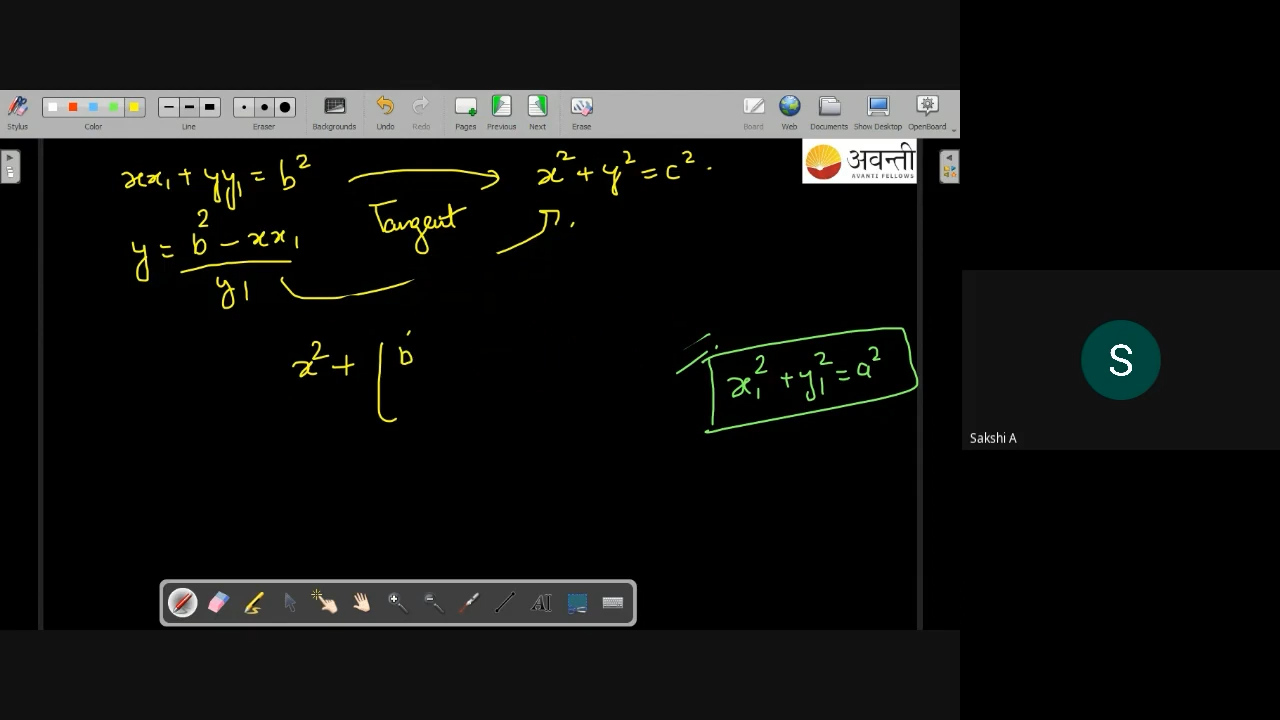 Stylus
Color
Line
Eraser
Backgrounds
Undo
Redo
Pages
Previous
Next
Erase
Board
Web
Documents
Show Desktop
OpenBoard
अवन्ती
AVANTI FELLOWS
xx₁ + yy₁ = b²
Tangent
x² + y² = c²
y = b² - xx₁
y₁
x² + ( b
x₁² + y₁² = a²
AI
S
Sakshi A